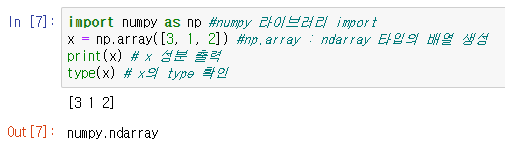 In [7]: import numpy as np #numpy 라이브러리 import
x = np.array([3, 1, 2]) #np.array : ndarray 타입의 배열 생성
print(x) # x 성분 출력
type(x) # x의 type 확인
[3 1 2]
Out[7]: numpy.ndarray